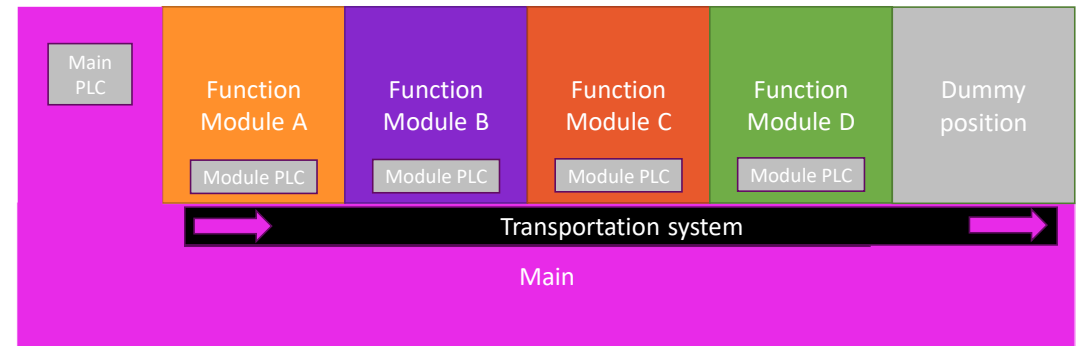 Main
PLC
Function
Module A
Module PLC
Function
Module B
Module PLC
Function
Module C
Module PLC
Function
Module D
Module PLC
Dummy
position
Transportation system
Main